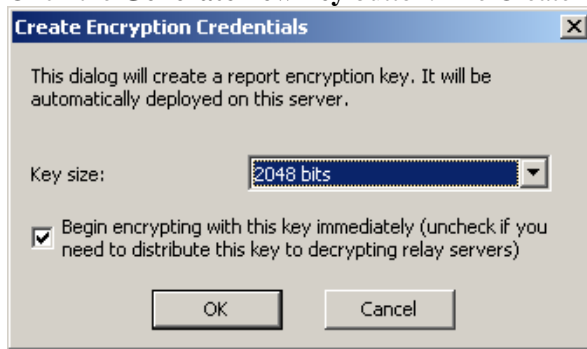 Create Encryption Credentials
This dialog will create a report encryption key. It will be
automatically deployed on this server.
Key size:
2048 bits
Begin encrypting with this key immediately (uncheck if you
need to distribute this key to decrypting relay servers)
OK
Cancel